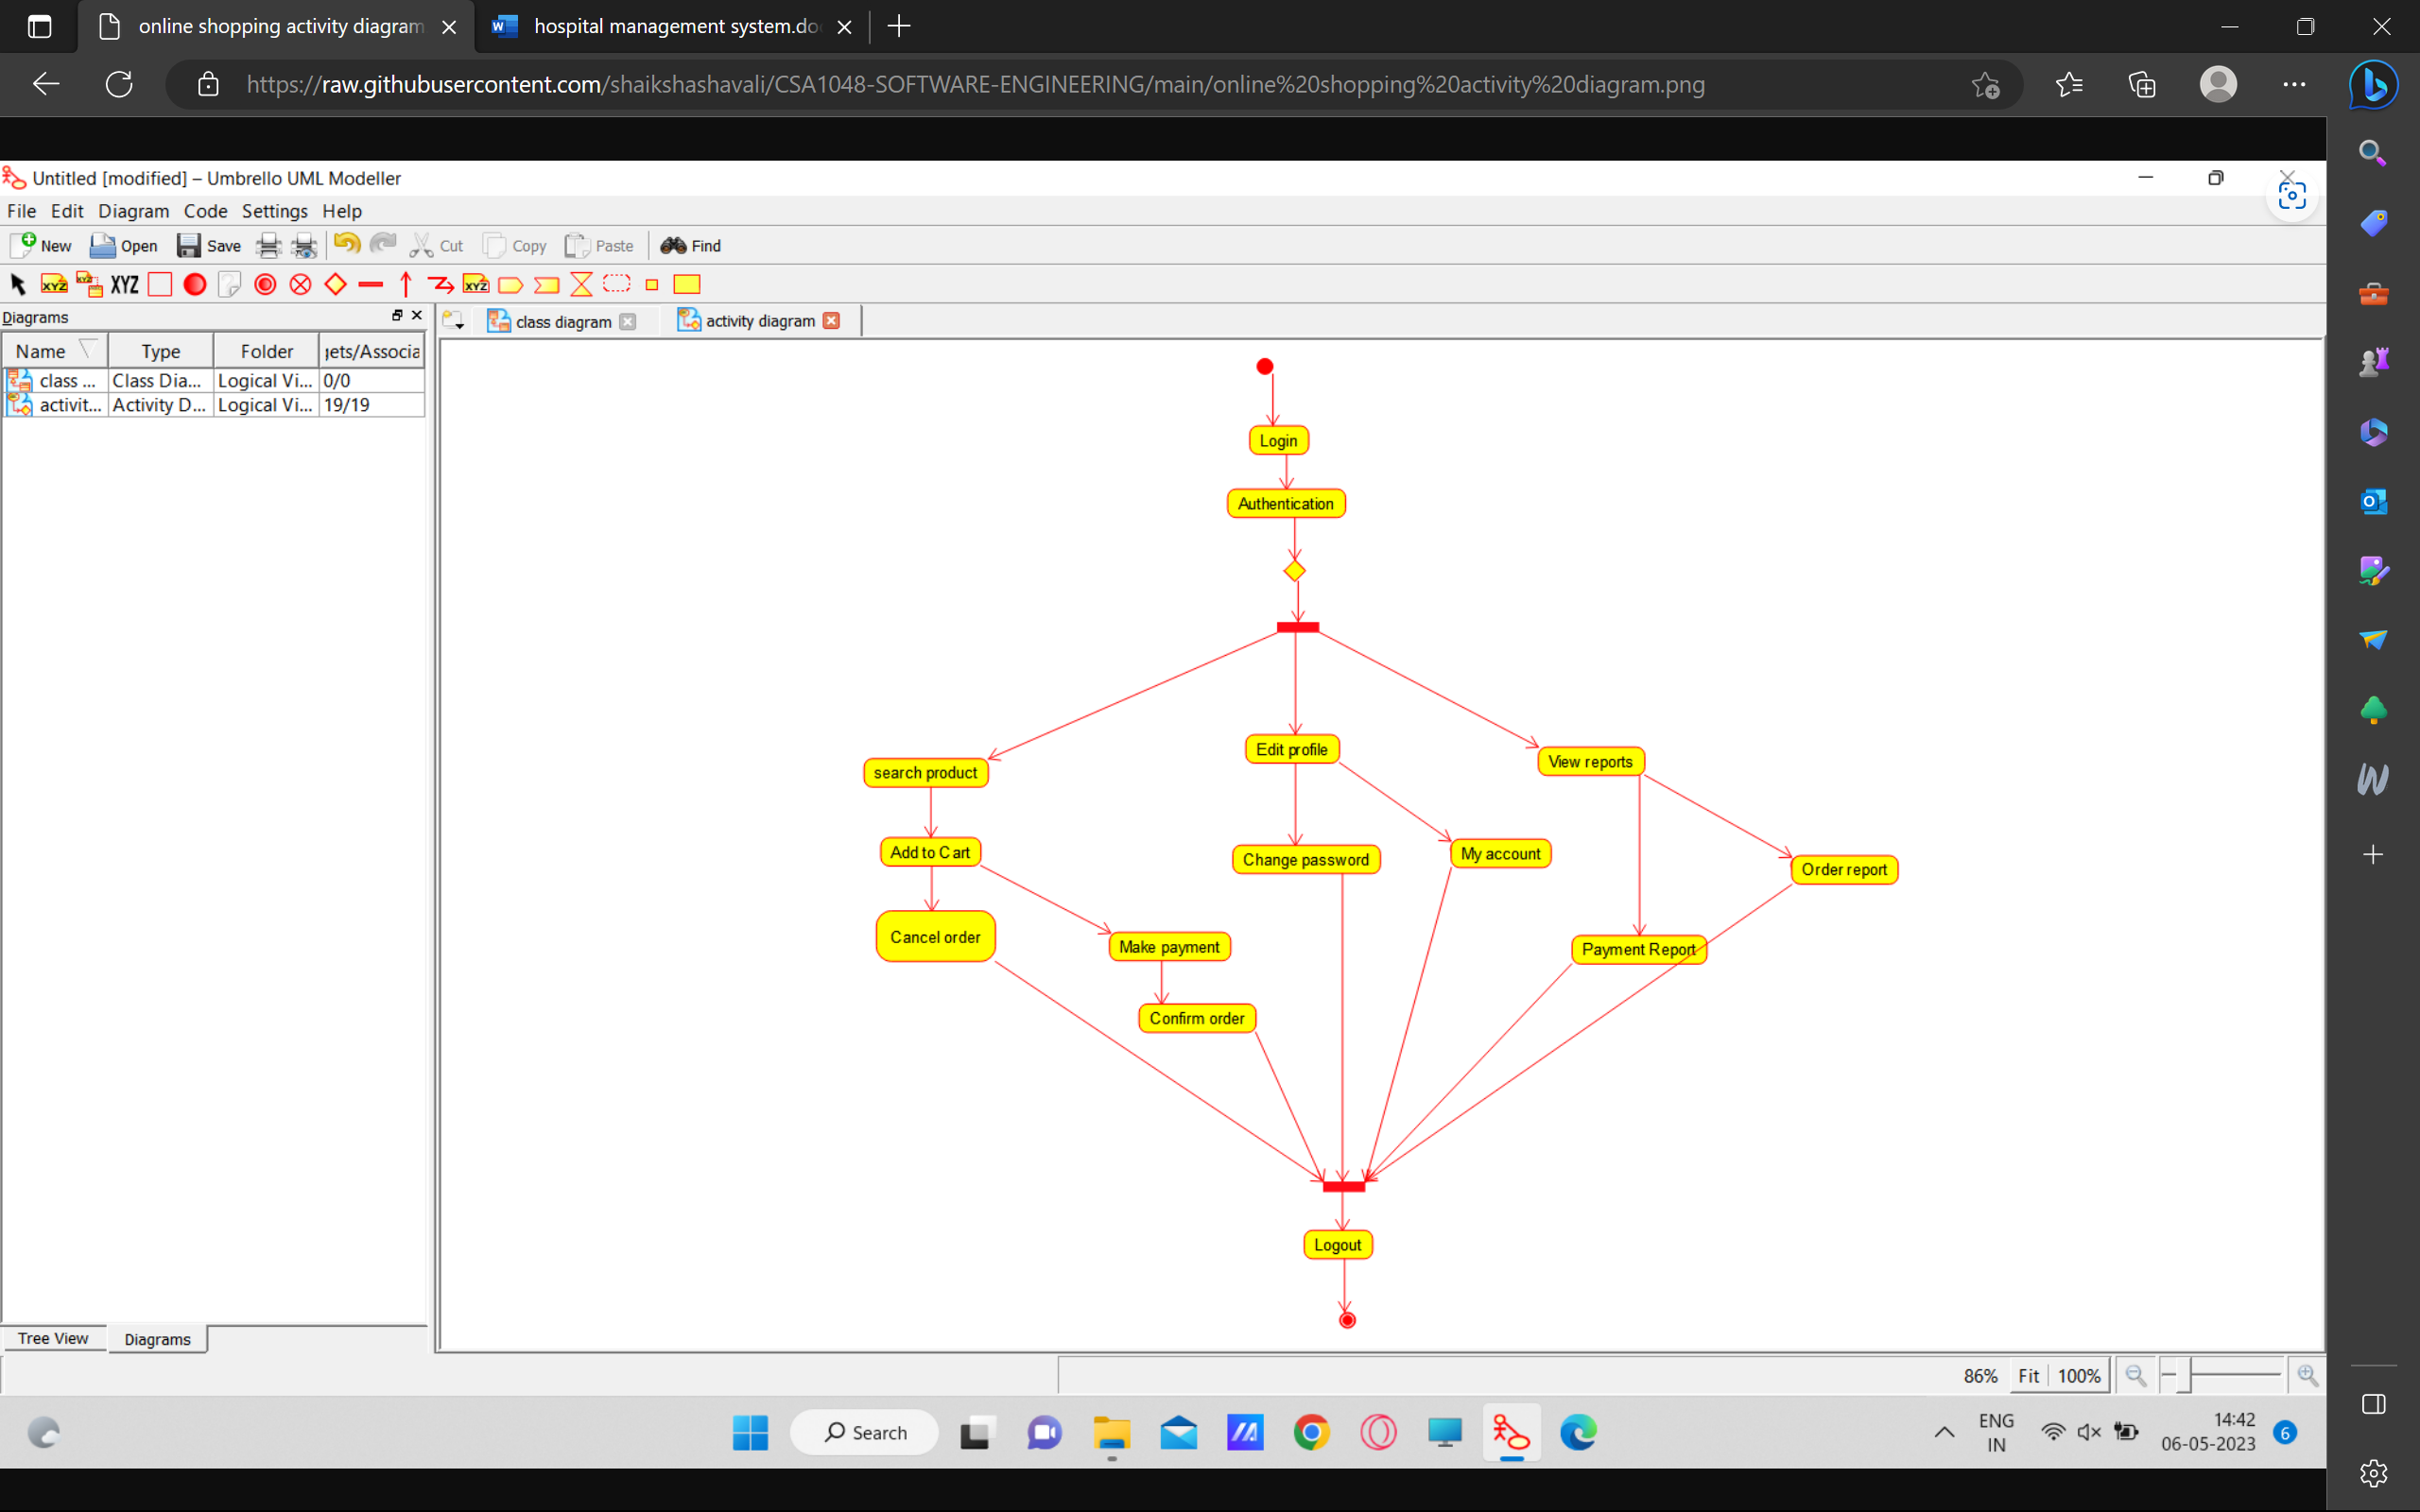 online shopping activity diagram
hospital management system.do
https://raw.githubusercontent.com/shaikshashavali/CSA1048-SOFTWARE-ENGINEERING/main/online%20shopping%20activity%20diagram.png
Untitled [modified] – Umbrello UML Modeller
File Edit Diagram Code Settings Help
New Open Save Cut Copy Paste Find
XYZ XYZ XYZ XYZ
Diagrams
class diagram activity diagram
Name Type Folder jets/Associa
class ... Class Dia... Logical Vi... 0/0
activit... Activity D... Logical Vi... 19/19
Login
Authentication
Edit profile
View reports
search product
Add to Cart
Change password
My account
Order report
Cancel order
Make payment
Payment Report
Confirm order
Logout
Tree View Diagrams
86% Fit 100%
Search
ENG
IN
14:42
06-05-2023
6